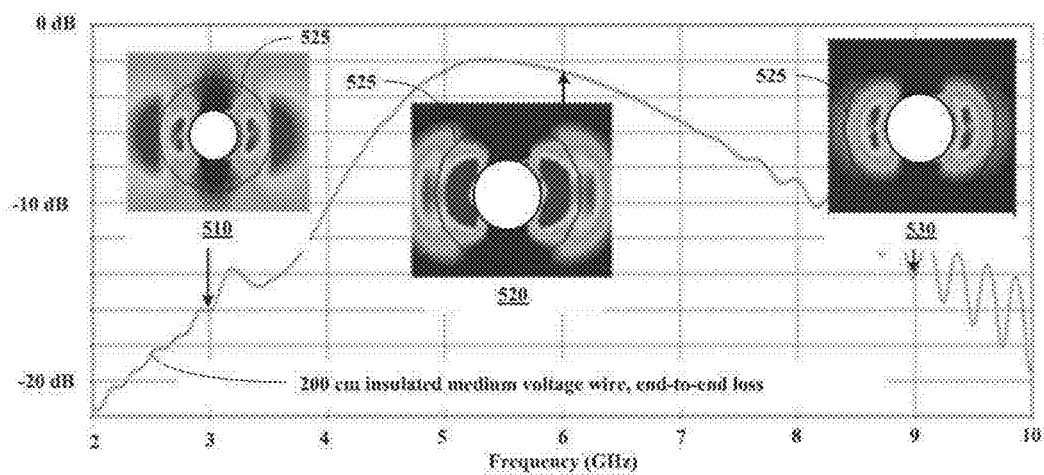 0 dB
525
525
525
-10 dB
510
520
530
-20 dB
200 cm insulated medium voltage wire, end-to-end loss
2 3 4 5 6 7 8 9 10
Frequency (GHz)